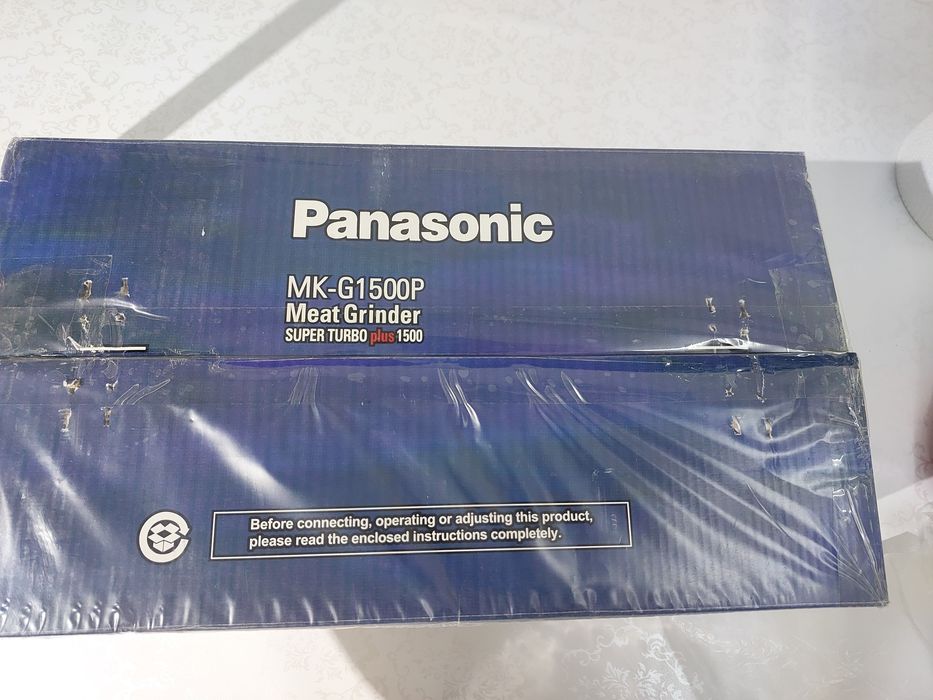 Panasonic
MK-G1500P
Meat Grinder
SUPER TURBO plus 1500
Before connecting, operating or adjusting this product,
please read the enclosed instructions completely.